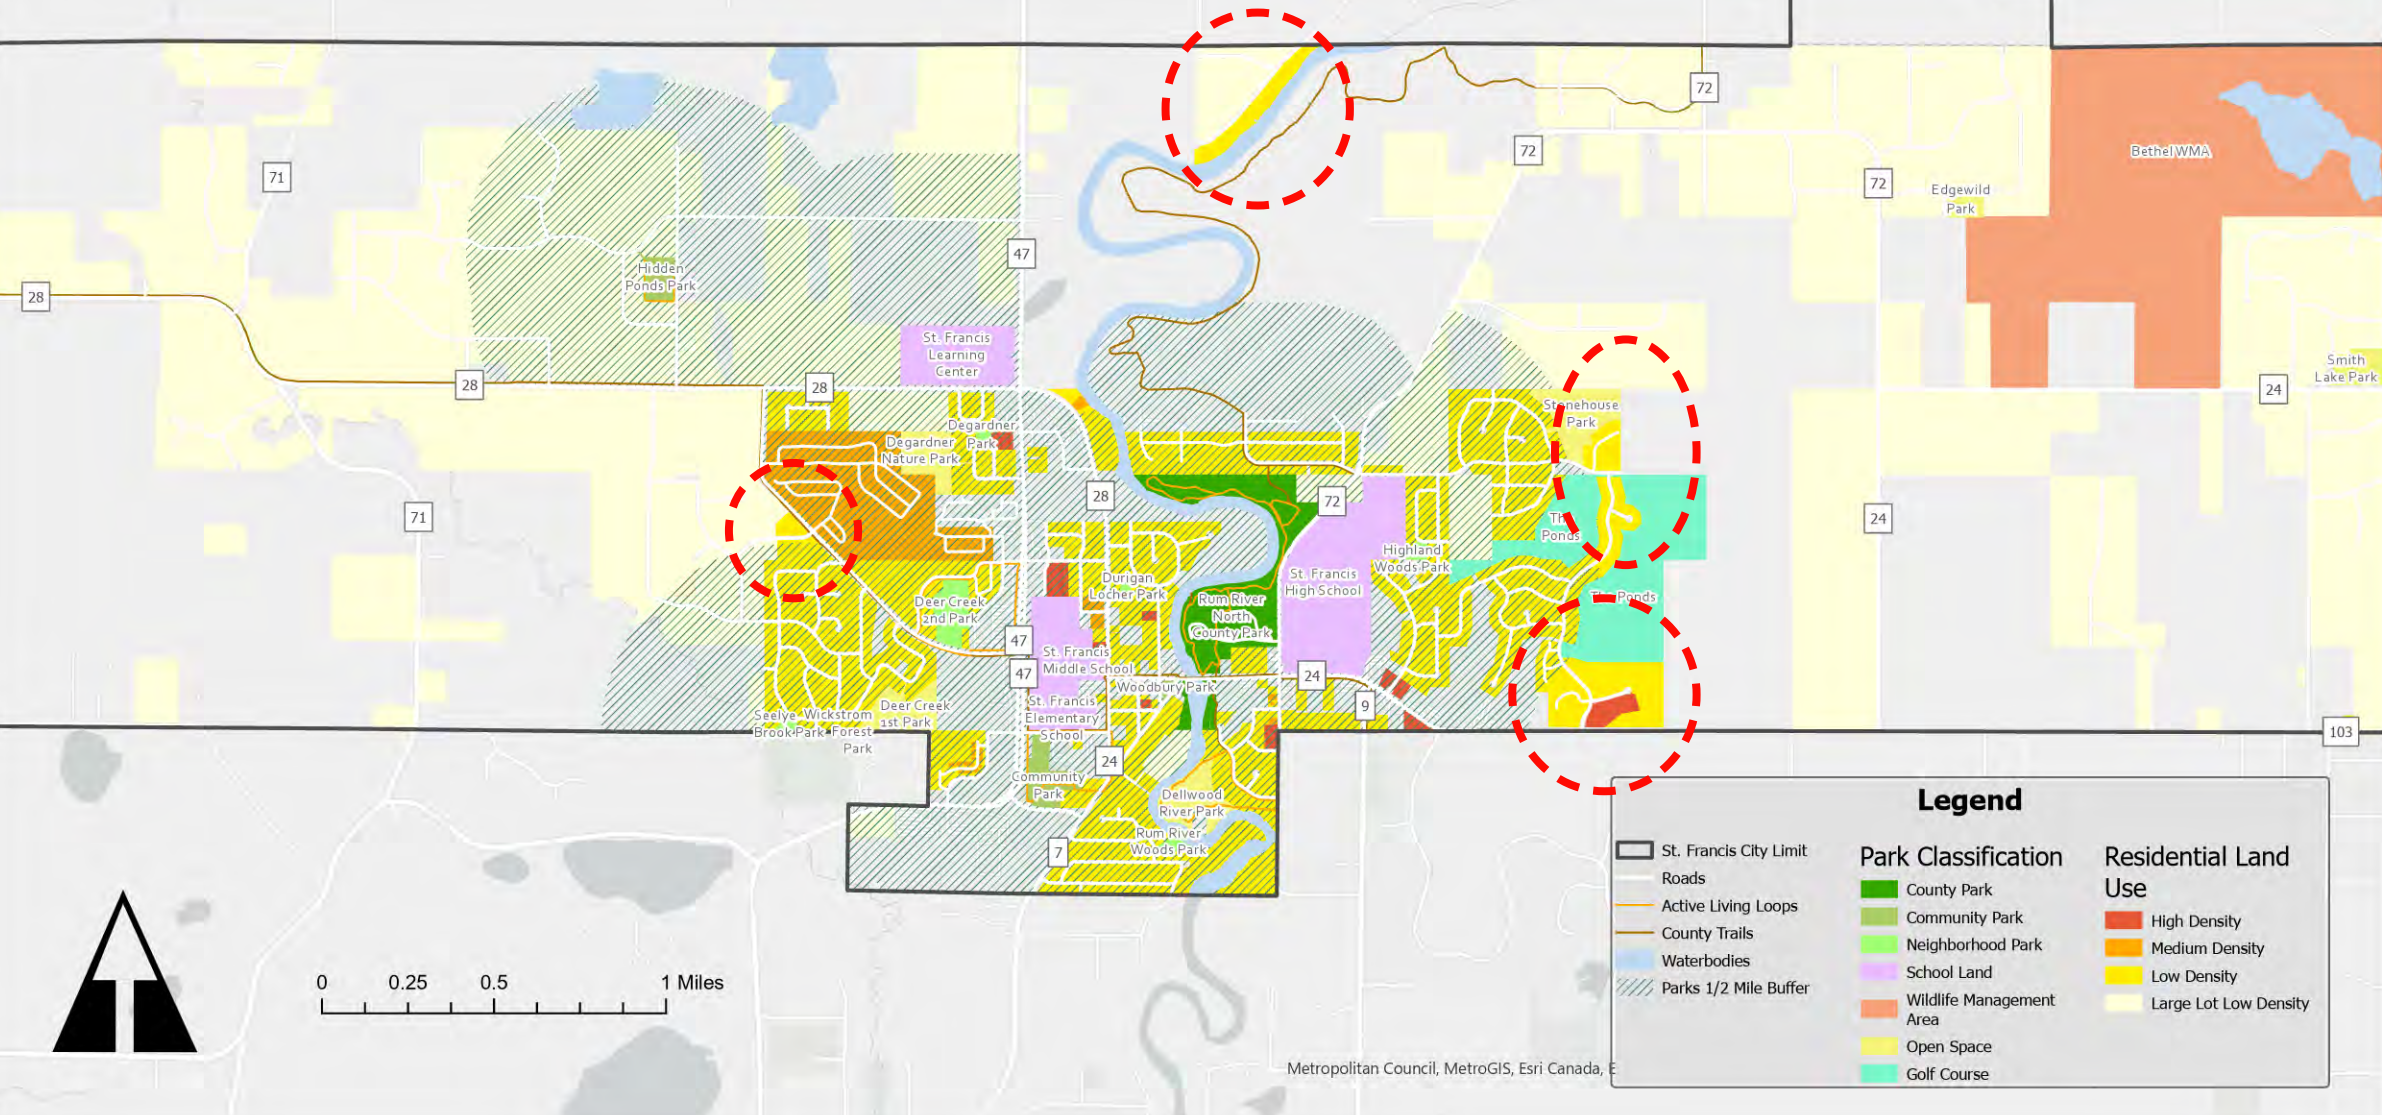 72
72
71
72
Bethel WMA
Edgewild
Park
47
Hidden
Ponds Park
28
St. Francis
Learning
Center
28
28
24
Smith
Lake Park
Stonehouse
Park
Degardner
Park
Degardner
Nature Park
28
72
71
24
The
Ponds
Highland
Woods Park
St. Francis
High School
Durigan
Locher Park
Rum River
North
County Park
Deer Creek
2nd Park
The Ponds
47
St. Francis
Middle School
47
24
Woodbury Park
9
St. Francis
Elementary
School
Deer Creek
1st Park
Seelye
Brook Park
Wickstrom
Forest
Park
103
24
Community
Park
Dellwood
River Park
Rum River
Woods Park
7
Legend
St. Francis City Limit
Roads
Active Living Loops
County Trails
Waterbodies
Parks 1/2 Mile Buffer
Park Classification
County Park
Community Park
Neighborhood Park
School Land
Wildlife Management
Area
Open Space
Golf Course
Residential Land
Use
High Density
Medium Density
Low Density
Large Lot Low Density
0 0.25 0.5 1 Miles
Metropolitan Council, MetroGIS, Esri Canada, E